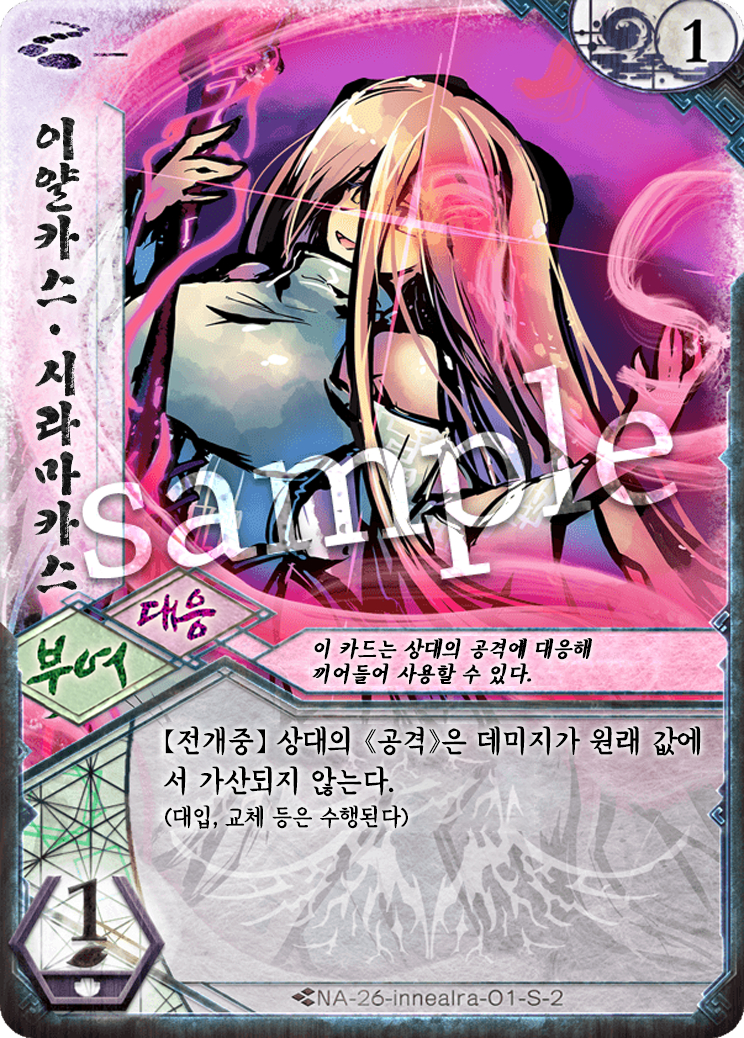 1
이얄카스·시라마카스
sample
대응
부여
이 카드는 상대의 공격에 대응해
끼어들어 사용할 수 있다.
【전개중】 상대의 《공격》은 데미지가 원래 값에
서 가산되지 않는다.
(대입, 교체 등은 수행된다)
1
NA-26-innealra-O1-S-2